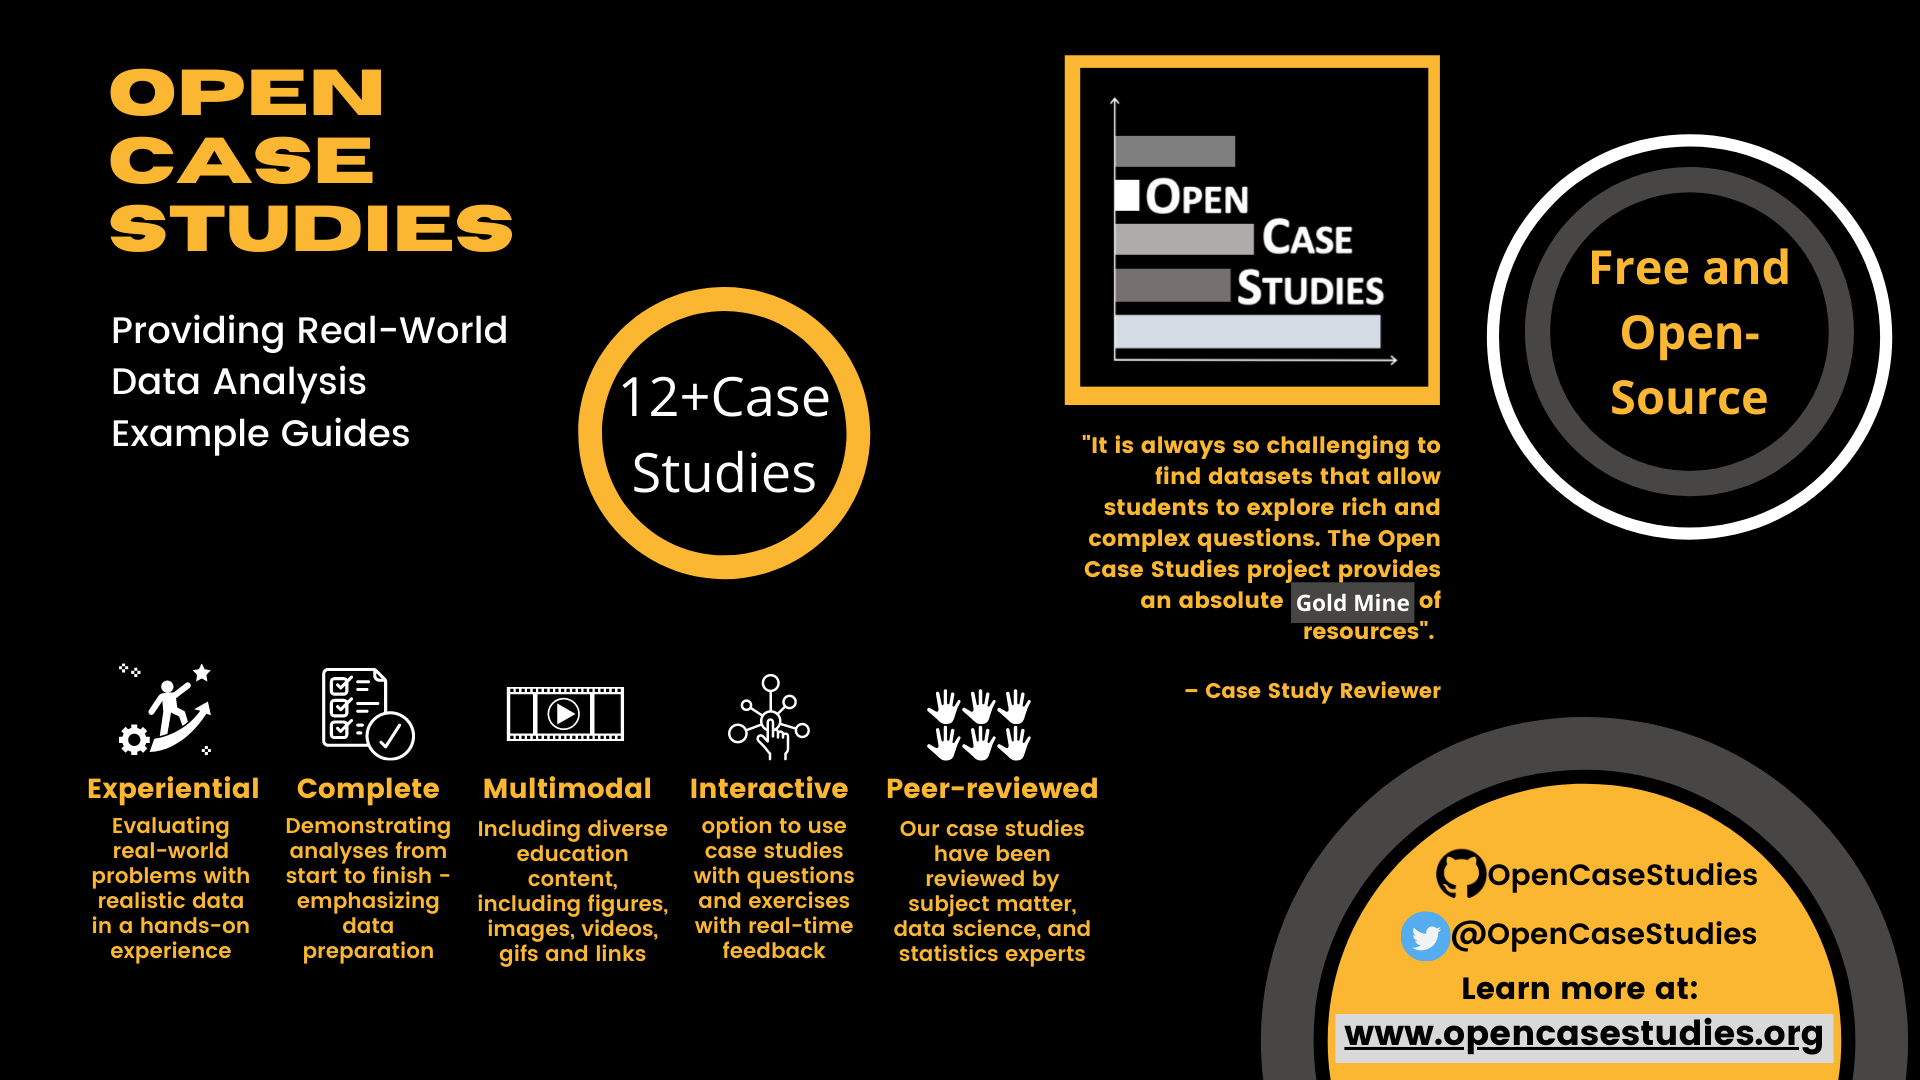 OPEN
CASE
STUDIES
Providing Real-World
Data Analysis
Example Guides
12+Case
Studies
OPEN
CASE
STUDIES
Free and
Open-
Source
"It is always so challenging to
find datasets that allow
students to explore rich and
complex questions. The Open
Case Studies project provides
an absolute Gold Mine of
resources".
– Case Study Reviewer
Experiential
Evaluating
real-world
problems with
realistic data
in a hands-on
experience
Complete
Demonstrating
analyses from
start to finish -
emphasizing
data
preparation
Multimodal
Including diverse
education
content,
including figures,
images, videos,
gifs and links
Interactive
option to use
case studies
with questions
and exercises
with real-time
feedback
Peer-reviewed
Our case studies
have been
reviewed by
subject matter,
data science, and
statistics experts
OpenCaseStudies
@OpenCaseStudies
Learn more at:
www.opencasestudies.org